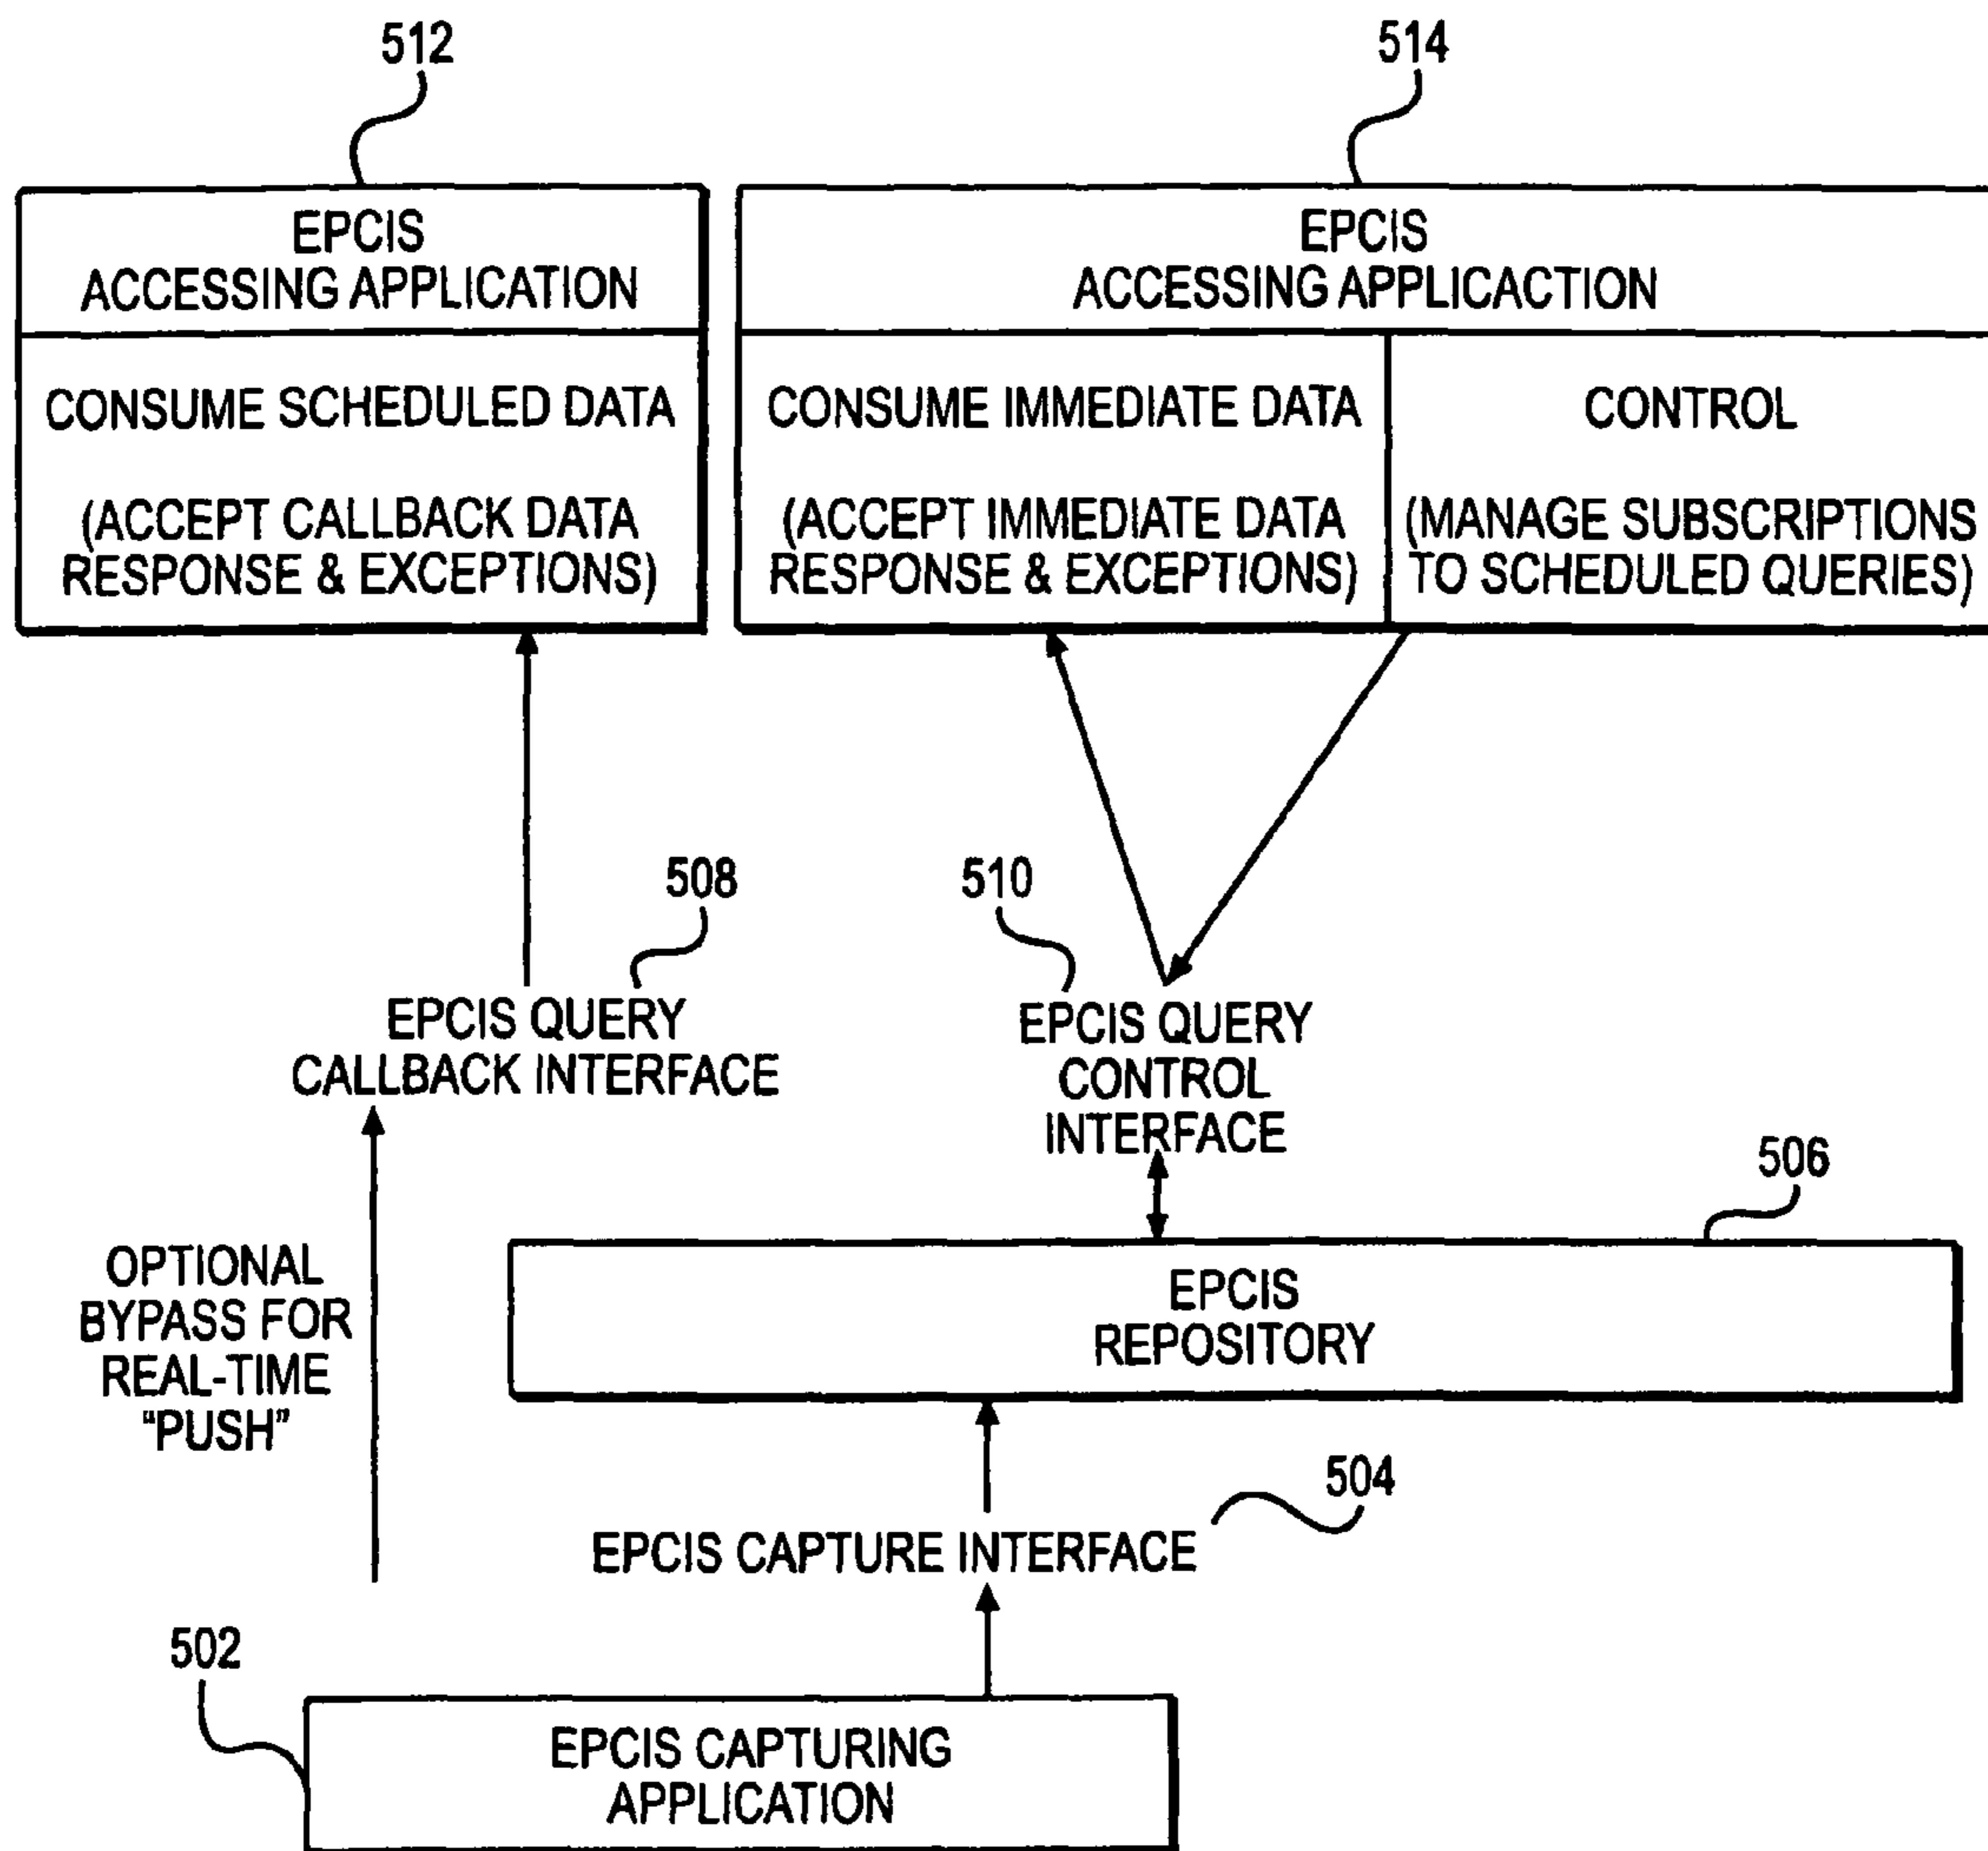 512
514
EPCIS
ACCESSING APPLICATION
EPCIS
ACCESSING APPLICACTION
CONSUME SCHEDULED DATA
(ACCEPT CALLBACK DATA
RESPONSE & EXCEPTIONS)
CONSUME IMMEDIATE DATA
(ACCEPT IMMEDIATE DATA
RESPONSE & EXCEPTIONS)
CONTROL
(MANAGE SUBSCRIPTIONS
TO SCHEDULED QUERIES)
508
510
EPCIS QUERY
CALLBACK INTERFACE
EPCIS QUERY
CONTROL
INTERFACE
506
OPTIONAL
BYPASS FOR
REAL-TIME
“PUSH”
EPCIS
REPOSITORY
504
EPCIS CAPTURE INTERFACE
502
EPCIS CAPTURING
APPLICATION